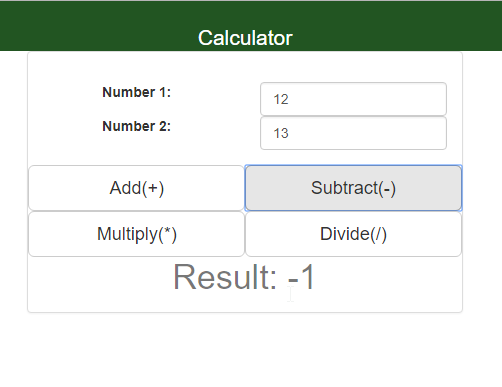 Calculator
Number 1: 12
Number 2: 13
Add(+) Subtract(-)
Multiply(*) Divide(/)
Result: -1